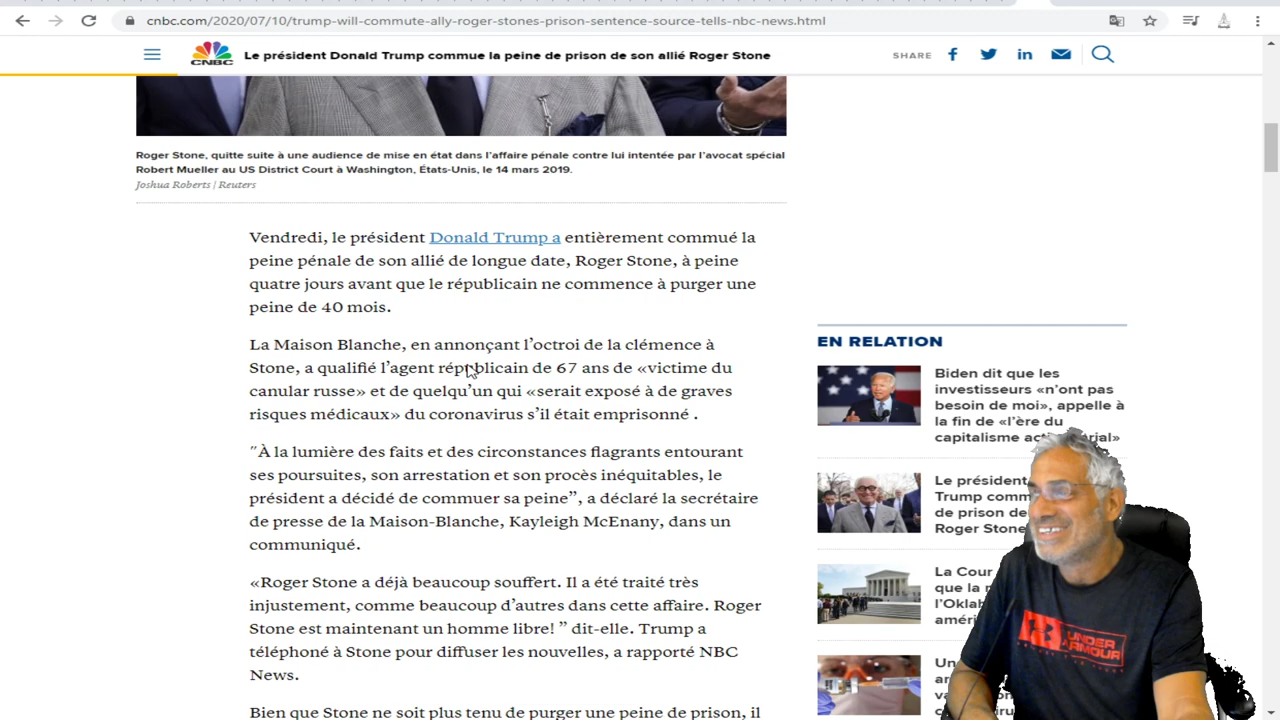 cnbc.com/2020/07/10/trump-will-commute-ally-roger-stones-prison-sentence-source-tells-nbc-news.html
CNBC
Le président Donald Trump commue la peine de prison de son allié Roger Stone
SHARE
Roger Stone, quitte suite à une audience de mise en état dans l'affaire pénale contre lui intentée par l'avocat spécial
Robert Mueller au US District Court à Washington, États-Unis, le 14 mars 2019.
Joshua Roberts | Reuters
Vendredi, le président Donald Trump a entièrement commué la
peine pénale de son allié de longue date, Roger Stone, à peine
quatre jours avant que le républicain ne commence à purger une
peine de 40 mois.
La Maison Blanche, en annonçant l'octroi de la clémence à
Stone, a qualifié l'agent républicain de 67 ans de «victime du
canular russe» et de quelqu'un qui «serait exposé à de graves
risques médicaux» du coronavirus s'il était emprisonné .
"À la lumière des faits et des circonstances flagrants entourant
ses poursuites, son arrestation et son procès inéquitables, le
président a décidé de commuer sa peine”, a déclaré la secrétaire
de presse de la Maison-Blanche, Kayleigh McEnany, dans un
communiqué.
«Roger Stone a déjà beaucoup souffert. Il a été traité très
injustement, comme beaucoup d'autres dans cette affaire. Roger
Stone est maintenant un homme libre! ” dit-elle. Trump a
téléphoné à Stone pour diffuser les nouvelles, a rapporté NBC
News.
Bien que Stone ne soit plus tenu de purger une peine de prison, il
EN RELATION
Biden dit que les
investisseurs «n'ont pas
besoin de moi», appelle à
la fin de «l'ère du
capitalisme
Le président
Trump
de prison de
Roger Stone
La Cour
que la
UNDER
ARMOUR